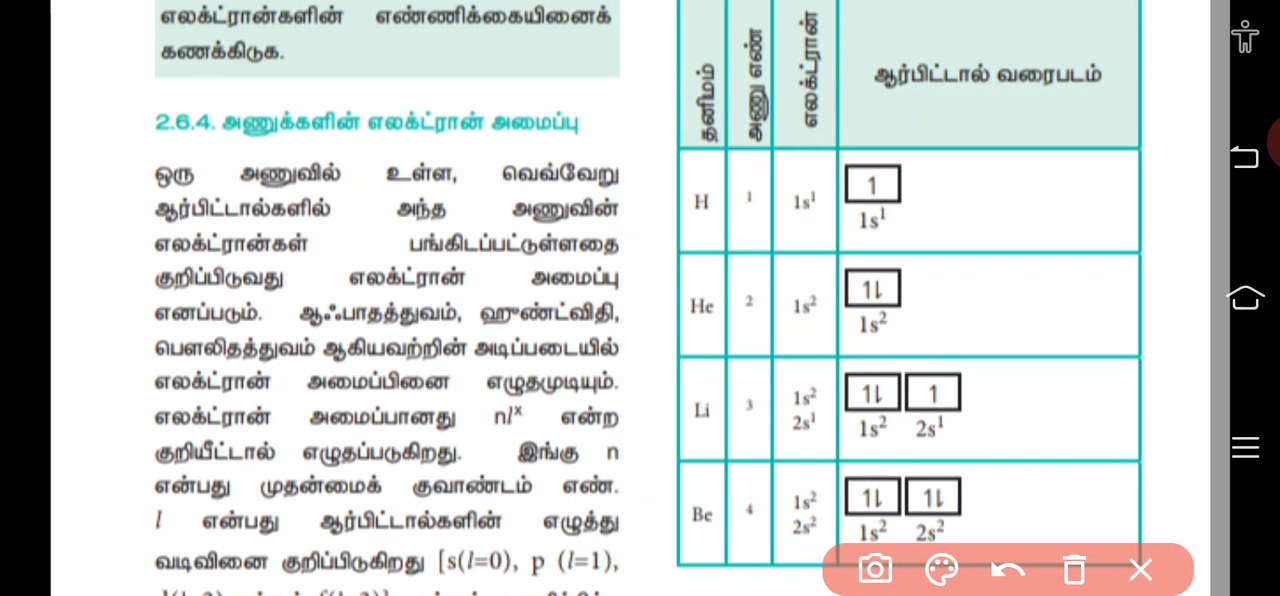 எலக்ட்ரான்களின் எண்ணிக்கையினைக்
கணக்கிடுக.
2.6.4. அணுக்களின் எலக்ட்ரான் அமைப்பு
ஒரு அணுவில் உள்ள, வெவ்வேறு
ஆர்பிட்டால்களில் அந்த அணுவின்
எலக்ட்ரான்கள் பங்கிடப்பட்டுள்ளதை
குறிப்பிடுவது எலக்ட்ரான் அமைப்பு
எனப்படும். ஆஃபாதத்துவம், ஹுண்ட்விதி,
பௌலிதத்துவம் ஆகியவற்றின் அடிப்படையில்
எலக்ட்ரான் அமைப்பினை எழுதமுடியும்.
எலக்ட்ரான் அமைப்பானது nlˣ என்ற
குறியீட்டால் எழுதப்படுகிறது. இங்கு n
என்பது முதன்மைக் குவாண்டம் எண்.
l என்பது ஆர்பிட்டால்களின் எழுத்து
வடிவினை குறிப்பிடுகிறது [s(l=0), p (l=1),
தனிமம் அணு எண் எலக்ட்ரான் ஆர்பிட்டால் வரைபடம்
H 1 1s¹ 1
1s¹
He 2 1s² 1⇂
1s²
Li 3 1s² 2s¹ 1⇂ 1
1s² 2s¹
Be 4 1s² 2s² 1⇂ 1⇂
1s² 2s²